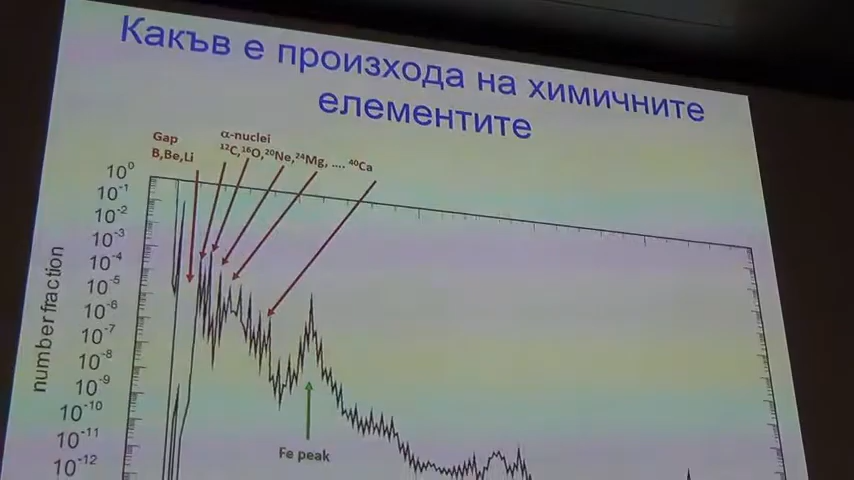 Какъв е произхода на химичните
елементите
Gap
B,Be,Li
α-nuclei
¹²C,¹⁶O,²⁰Ne,²⁴Mg, .... ⁴⁰Ca
10⁰
10⁻¹
10⁻²
10⁻³
10⁻⁴
10⁻⁵
10⁻⁶
10⁻⁷
10⁻⁸
10⁻⁹
10⁻¹⁰
10⁻¹¹
10⁻¹²
number fraction
Fe peak